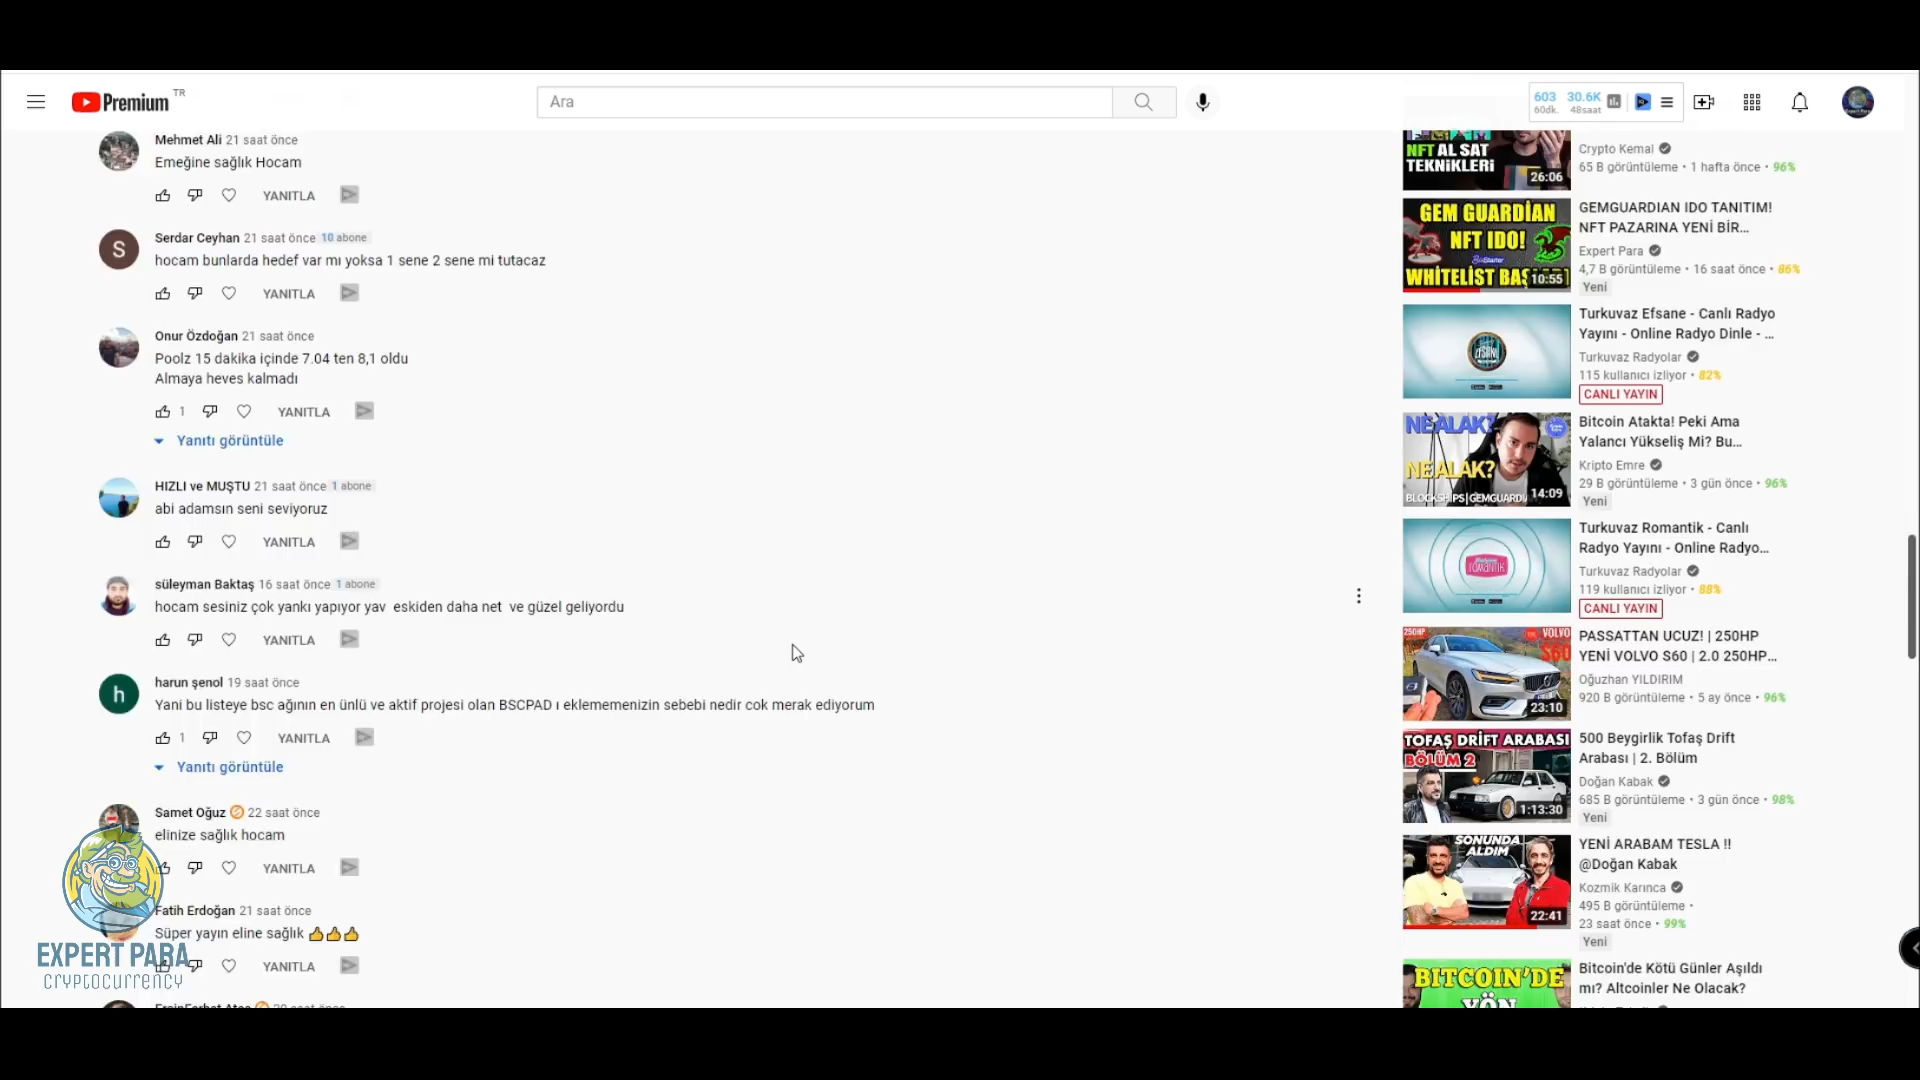 Premium TR
Ara
603 30.6K
60dk. 48saat
Mehmet Ali 21 saat önce
Emeğine sağlık Hocam
YANITLA
Serdar Ceyhan 21 saat önce 10 abone
hocam bunlarda hedef var mı yoksa 1 sene 2 sene mi tutacaz
YANITLA
Onur Özdoğan 21 saat önce
Poolz 15 dakika içinde 7.04 ten 8,1 oldu
Almaya heves kalmadı
1 YANITLA
Yanıtı görüntüle
HIZLI ve MUŞTU 21 saat önce 1 abone
abi adamsın seni seviyoruz
YANITLA
süleyman Baktaş 16 saat önce 1 abone
hocam sesiniz çok yankı yapıyor yav eskiden daha net ve güzel geliyordu
YANITLA
h
harun şenol 19 saat önce
Yani bu listeye bsc ağının en ünlü ve aktif projesi olan BSCPAD ı eklememenizin sebebi nedir cok merak ediyorum
1 YANITLA
Yanıtı görüntüle
Samet Oğuz 22 saat önce
elinize sağlık hocam
YANITLA
Fatih Erdoğan 21 saat önce
Süper yayın eline sağlık 👍👍👍
YANITLA
S
EXPERT PARA
CRYPTOCURRENCY
NFT AL SAT
TEKNİKLERİ
26:06
Crypto Kemal
65 B görüntüleme • 1 hafta önce • 96%
GEM GUARDİAN
NFT IDO!
WHİTELİST BAŞ
10:55
GEMGUARDIAN IDO TANITIM!
NFT PAZARINA YENİ BİR...
Expert Para
4,7 B görüntüleme • 16 saat önce • 86%
Yeni
Turkuvaz Efsane - Canlı Radyo
Yayını - Online Radyo Dinle - ...
Turkuvaz Radyolar
115 kullanıcı izliyor • 82%
CANLI YAYIN
NE ALAK?
NE ALAK?
BLOCKSHIPS|GEMGUARDI
14:09
Bitcoin Atakta! Peki Ama
Yalancı Yükseliş Mi? Bu...
Kripto Emre
29 B görüntüleme • 3 gün önce • 96%
Yeni
romantik
Turkuvaz Romantik - Canlı
Radyo Yayını - Online Radyo...
Turkuvaz Radyolar
119 kullanıcı izliyor • 88%
CANLI YAYIN
250HP
VOLVO
S60
23:10
PASSATTAN UCUZ! | 250HP
YENİ VOLVO S60 | 2.0 250HP...
Oğuzhan YILDIRIM
920 B görüntüleme • 5 ay önce • 96%
TOFAŞ DRİFT ARABASI
BÖLÜM 2
1:13:30
500 Beygirlik Tofaş Drift
Arabası | 2. Bölüm
Doğan Kabak
685 B görüntüleme • 3 gün önce • 98%
Yeni
SONUNDA
ALDIM
22:41
YENİ ARABAM TESLA !!
@Doğan Kabak
Kozmik Karınca
495 B görüntüleme •
23 saat önce • 99%
Yeni
BİTCOİN'DE
YÖN
Bitcoin'de Kötü Günler Aşıldı
mı? Altcoinler Ne Olacak?